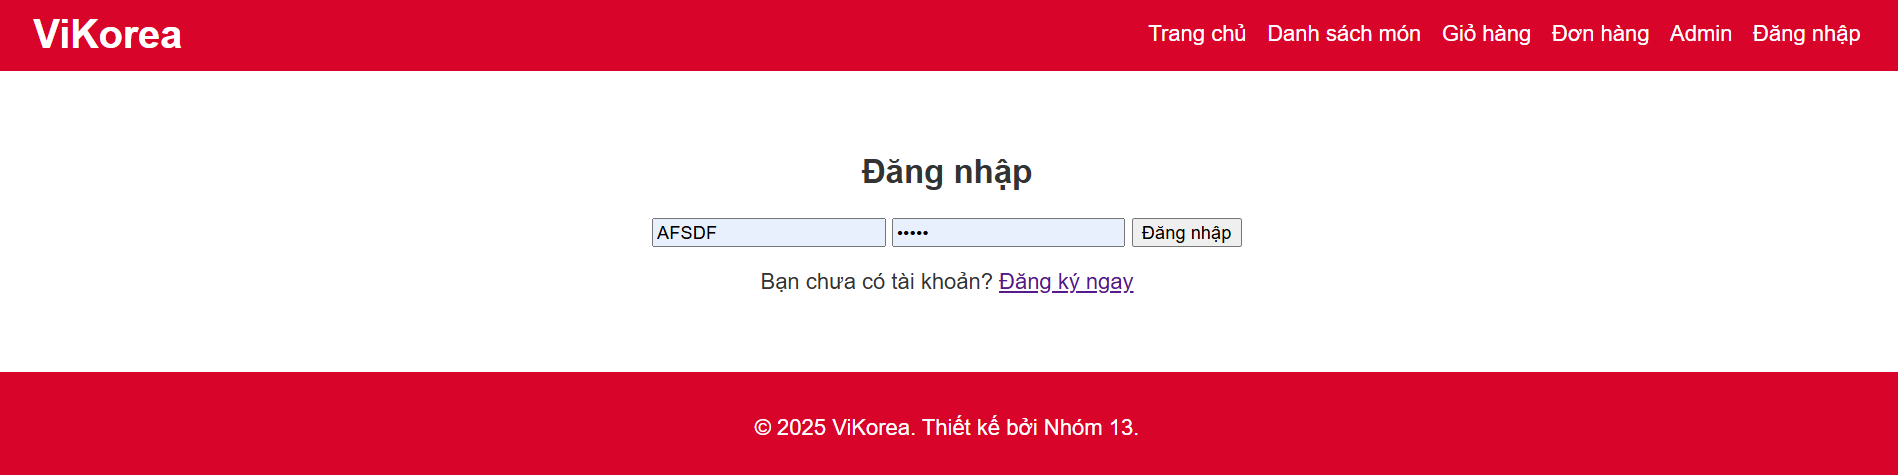 ViKorea
Trang chủ Danh sách món Giỏ hàng Đơn hàng Admin Đăng nhập
Đăng nhập
AFSDF ••••• Đăng nhập
Bạn chưa có tài khoản? Đăng ký ngay
© 2025 ViKorea. Thiết kế bởi Nhóm 13.